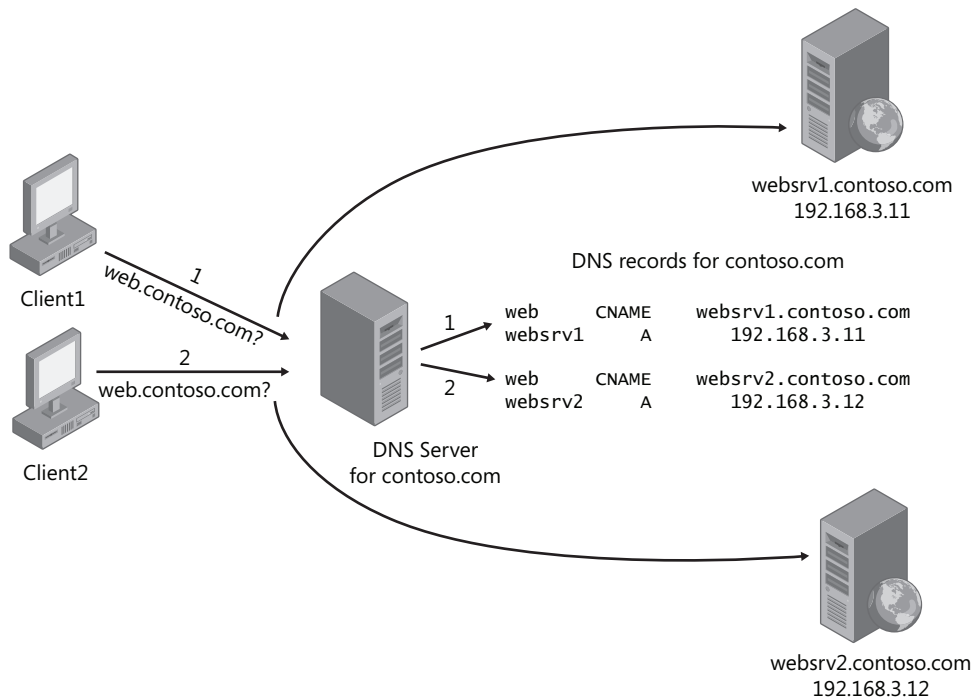 websrv1.contoso.com
192.168.3.11
Client1
1
web.contoso.com?
Client2
2
web.contoso.com?
DNS Server
for contoso.com
DNS records for contoso.com
1
web CNAME websrv1.contoso.com
websrv1 A 192.168.3.11
2
web CNAME websrv2.contoso.com
websrv2 A 192.168.3.12
websrv2.contoso.com
192.168.3.12